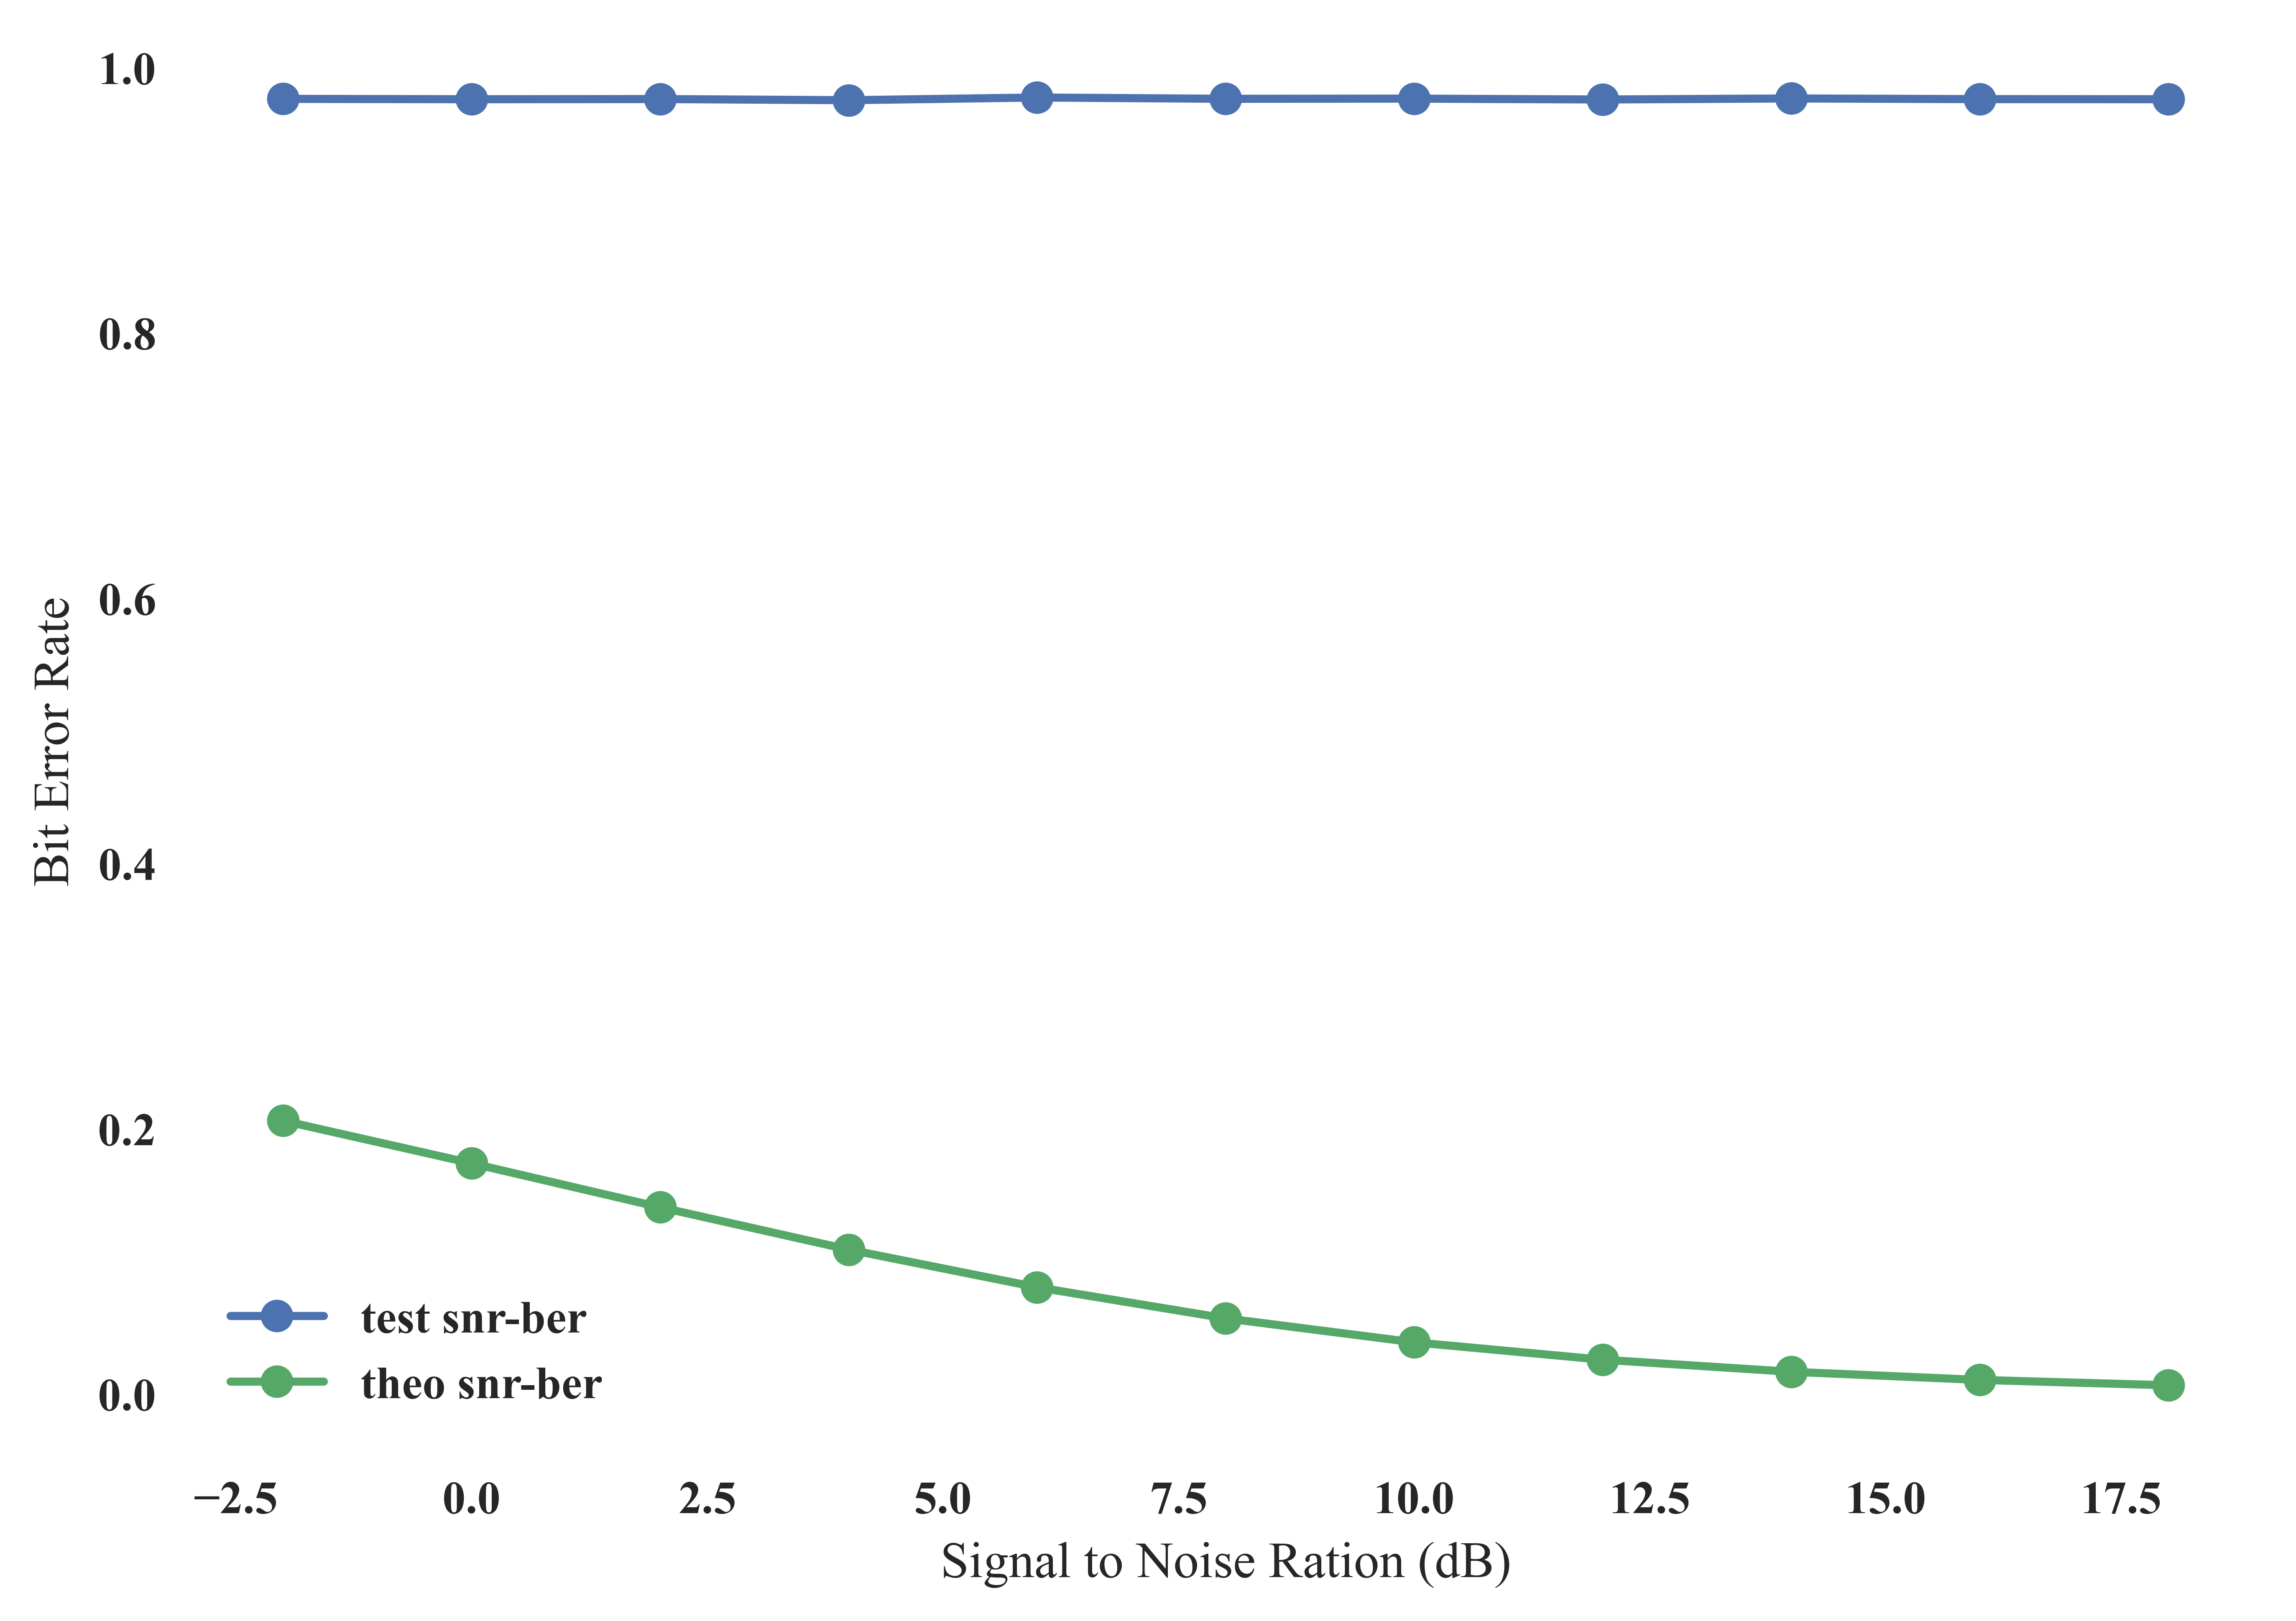 1.0
0.8
0.6
0.4
0.2
0.0
Bit Error Rate
test snr-ber
theo snr-ber
−2.5 0.0 2.5 5.0 7.5 10.0 12.5 15.0 17.5
Signal to Noise Ration (dB)